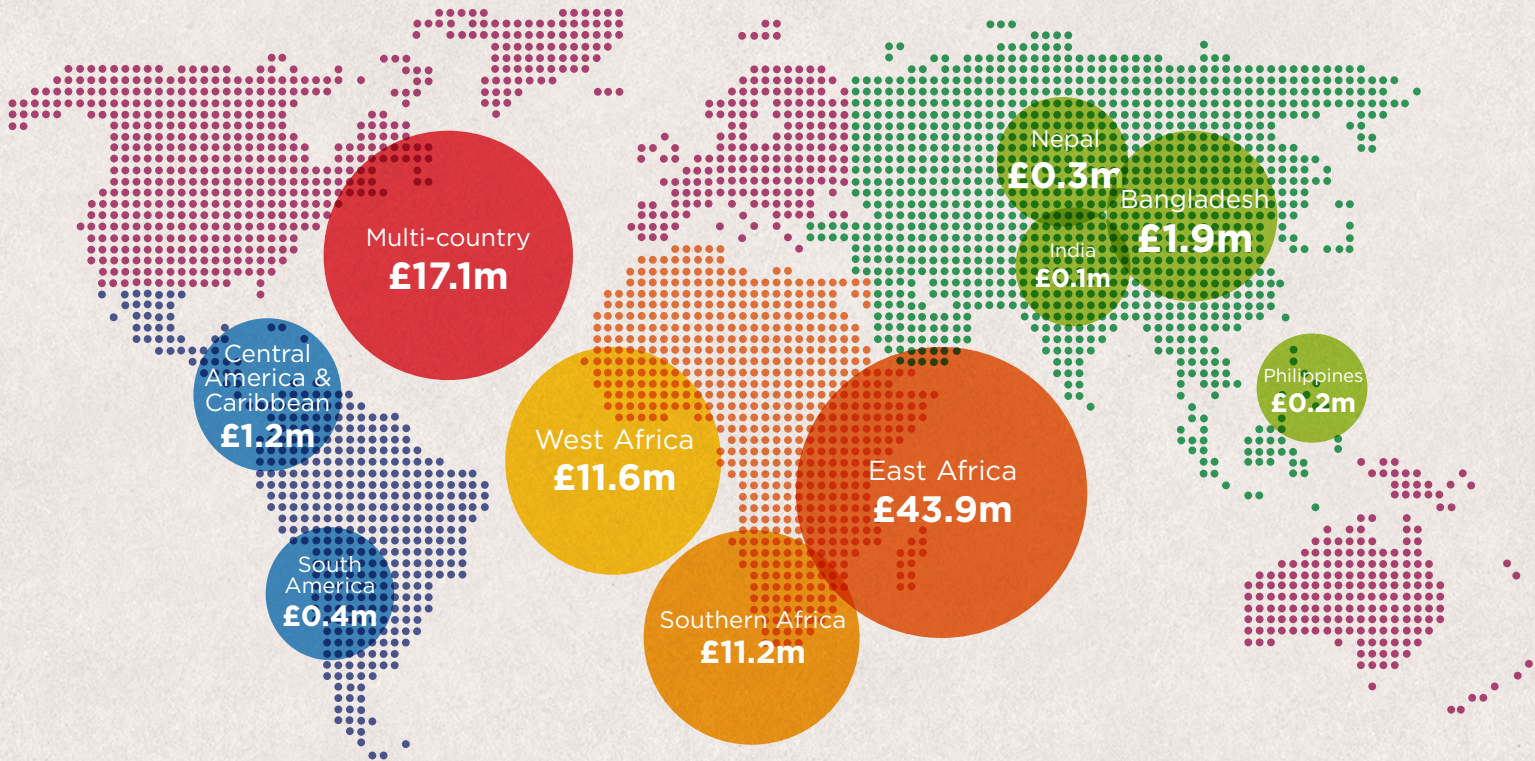 Nepal
£0.3m
Bangladesh
£1.9m
India
£0.1m
Multi-country
£17.1m
Central
America &
Caribbean
£1.2m
Philippines
£0.2m
West Africa
£11.6m
East Africa
£43.9m
South
America
£0.4m
Southern Africa
£11.2m